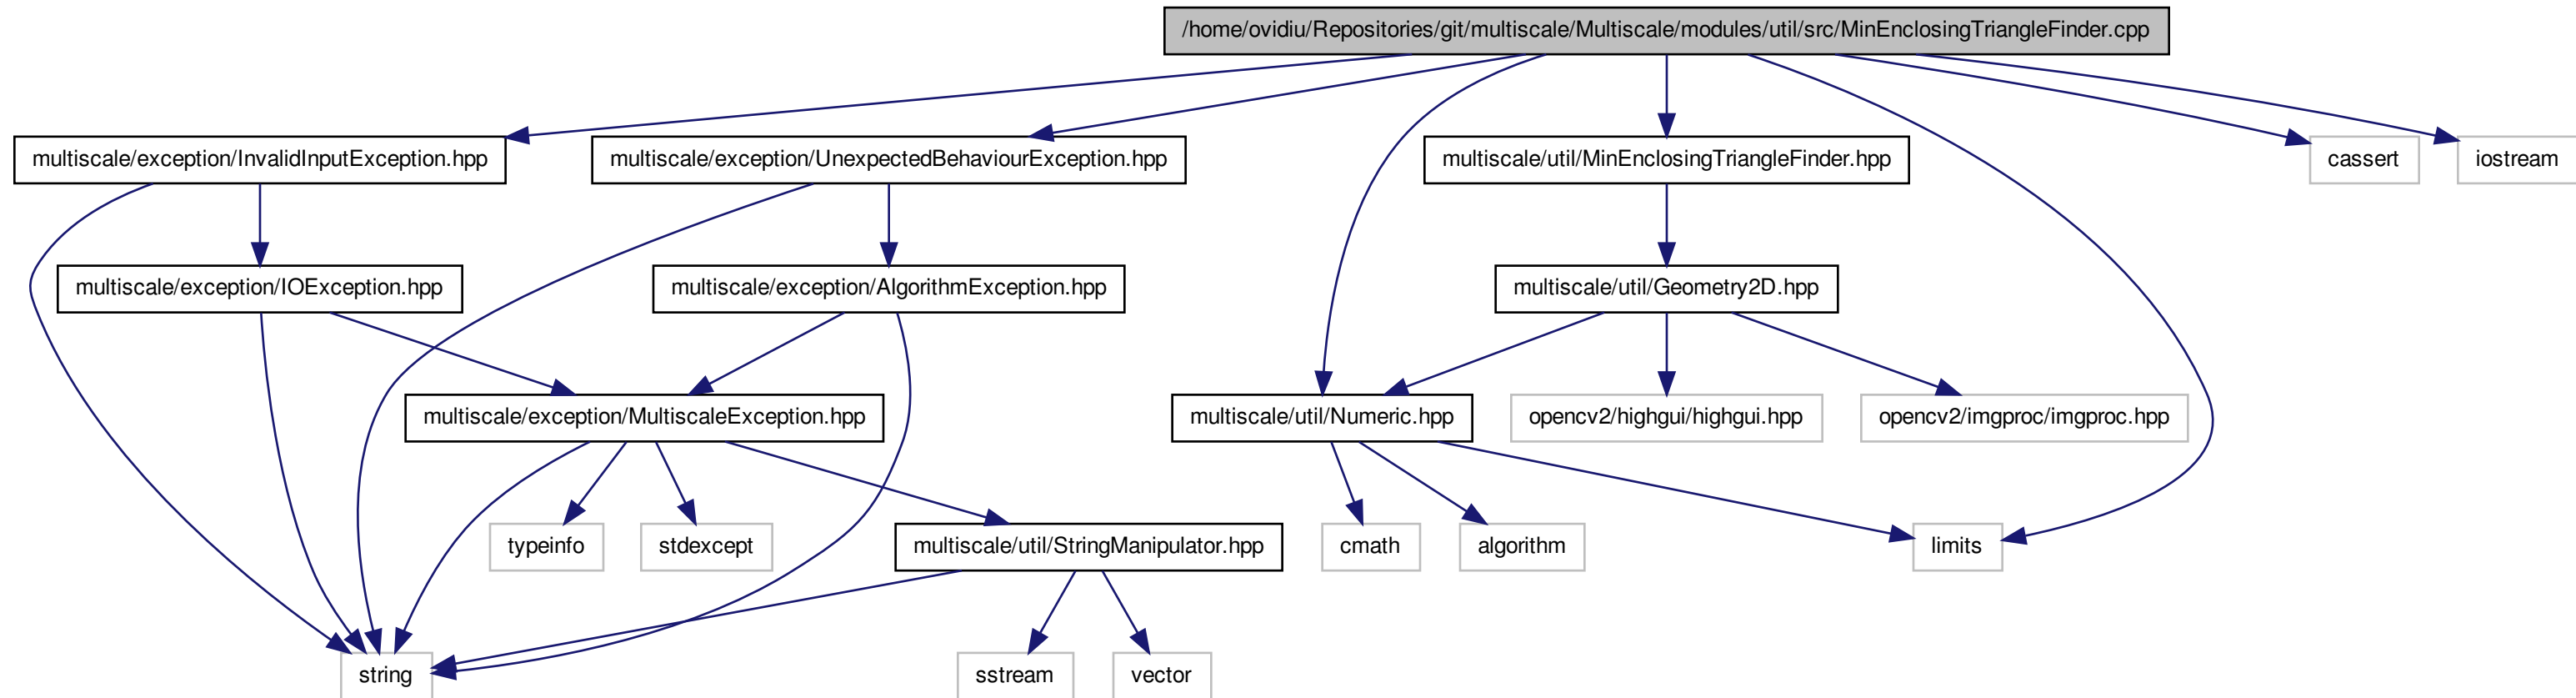 /home/ovidiu/Repositories/git/multiscale/Multiscale/modules/util/src/MinEnclosingTriangleFinder.cpp
multiscale/exception/InvalidInputException.hpp
multiscale/exception/UnexpectedBehaviourException.hpp
multiscale/util/MinEnclosingTriangleFinder.hpp
cassert
iostream
multiscale/exception/IOException.hpp
multiscale/exception/AlgorithmException.hpp
multiscale/util/Geometry2D.hpp
multiscale/exception/MultiscaleException.hpp
multiscale/util/Numeric.hpp
opencv2/highgui/highgui.hpp
opencv2/imgproc/imgproc.hpp
typeinfo
stdexcept
multiscale/util/StringManipulator.hpp
cmath
algorithm
limits
string
sstream
vector